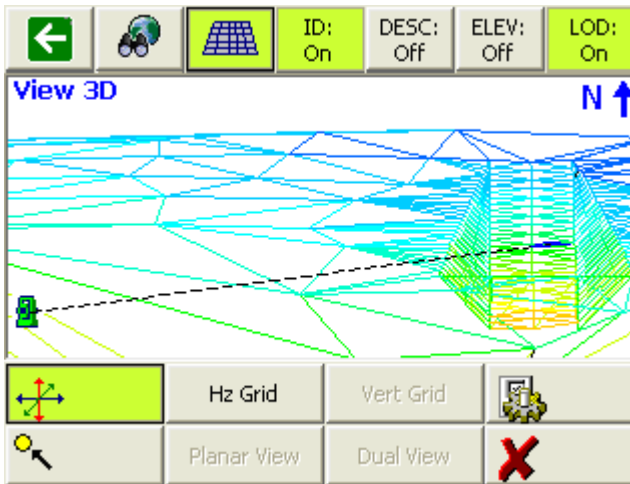 ID:
On
DESC:
Off
ELEV:
Off
LOD:
On
View 3D
N
Hz Grid
Vert Grid
Planar View
Dual View